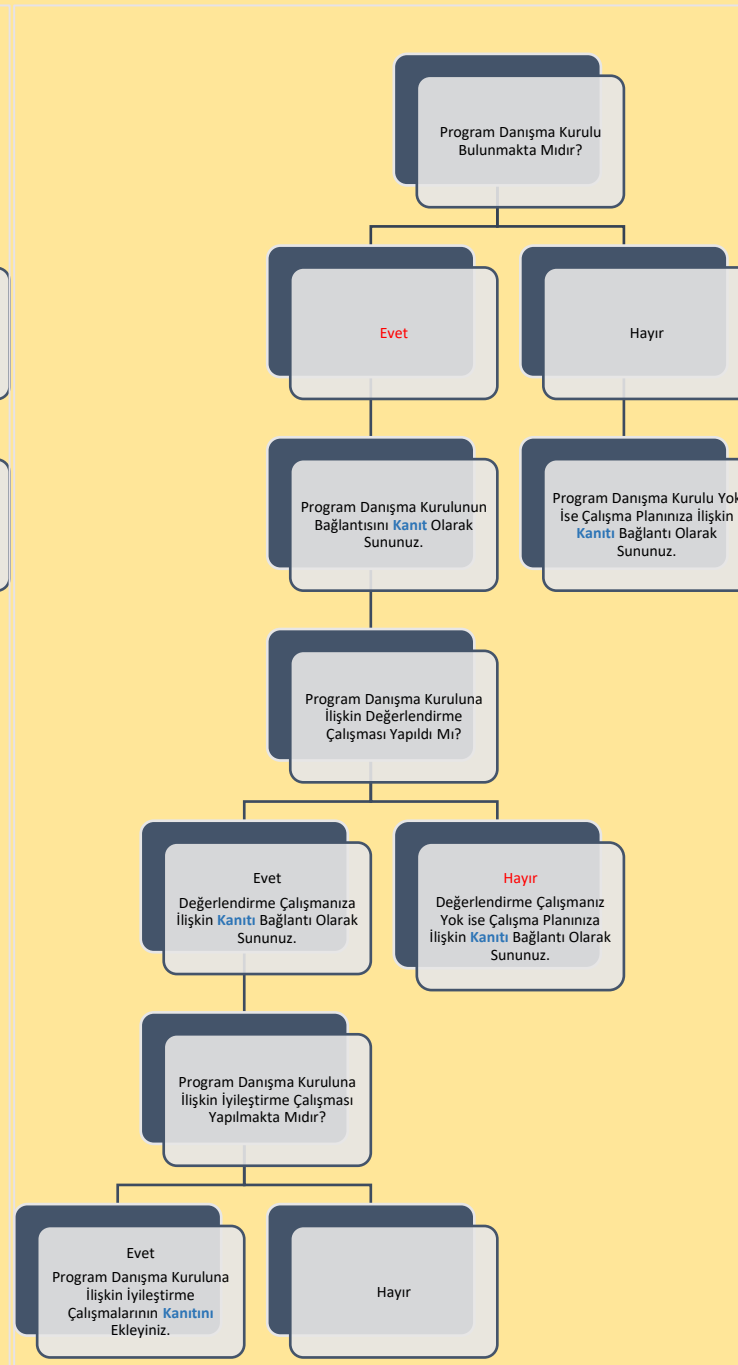 Program Danışma Kurulu
Bulunmakta Mıdır?
Evet
Hayır
Program Danışma Kurulunun
Bağlantısını Kanıt Olarak
Sununuz.
Program Danışma Kurulu Yok
İse Çalışma Planınıza İlişkin
Kanıtı Bağlantı Olarak
Sununuz.
Program Danışma Kuruluna
İlişkin Değerlendirme
Çalışması Yapıldı Mı?
Evet
Değerlendirme Çalışmanıza
İlişkin Kanıtı Bağlantı Olarak
Sununuz.
Hayır
Değerlendirme Çalışmanız
Yok ise Çalışma Planınıza
İlişkin Kanıtı Bağlantı Olarak
Sununuz.
Program Danışma Kuruluna
İlişkin İyileştirme Çalışması
Yapılmakta Mıdır?
Evet
Program Danışma Kuruluna
İlişkin İyileştirme
Çalışmalarının Kanıtını
Ekleyiniz.
Hayır